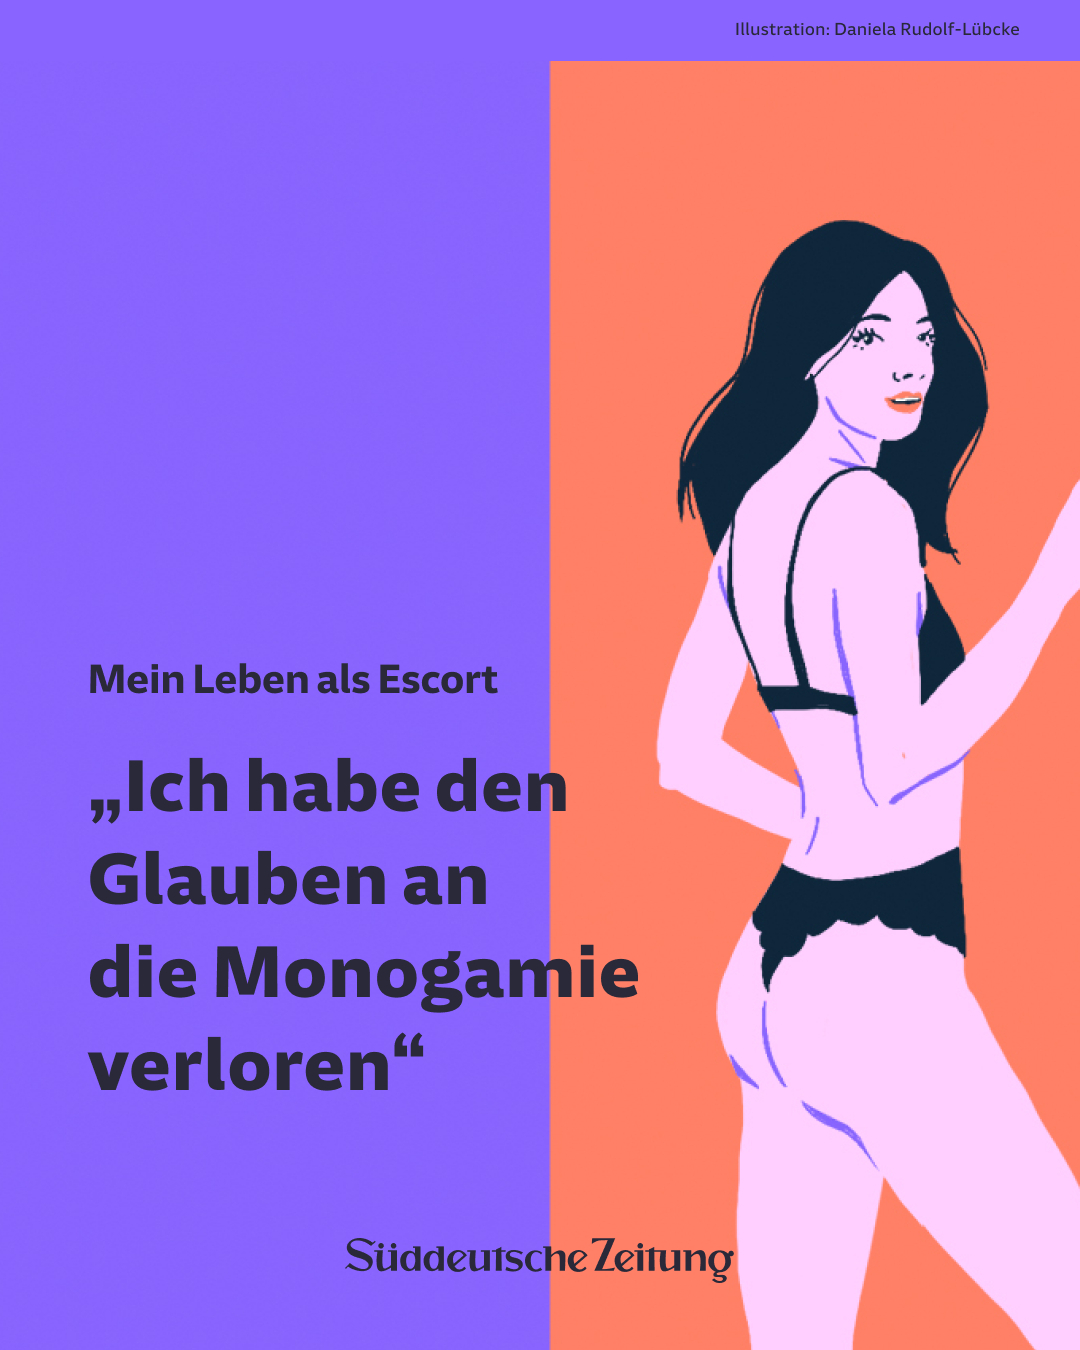 Illustration: Daniela Rudolf-Lübcke
Mein Leben als Escort
„Ich habe den
Glauben an
die Monogamie
verloren“
Süddeutsche Zeitung